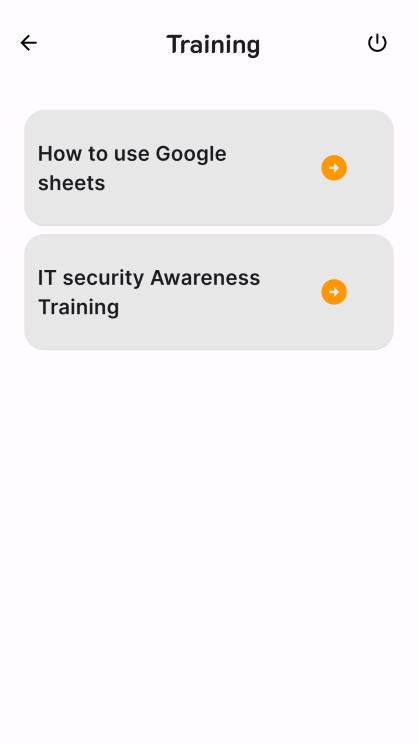 Training
How to use Google
sheets
IT security Awareness
Training